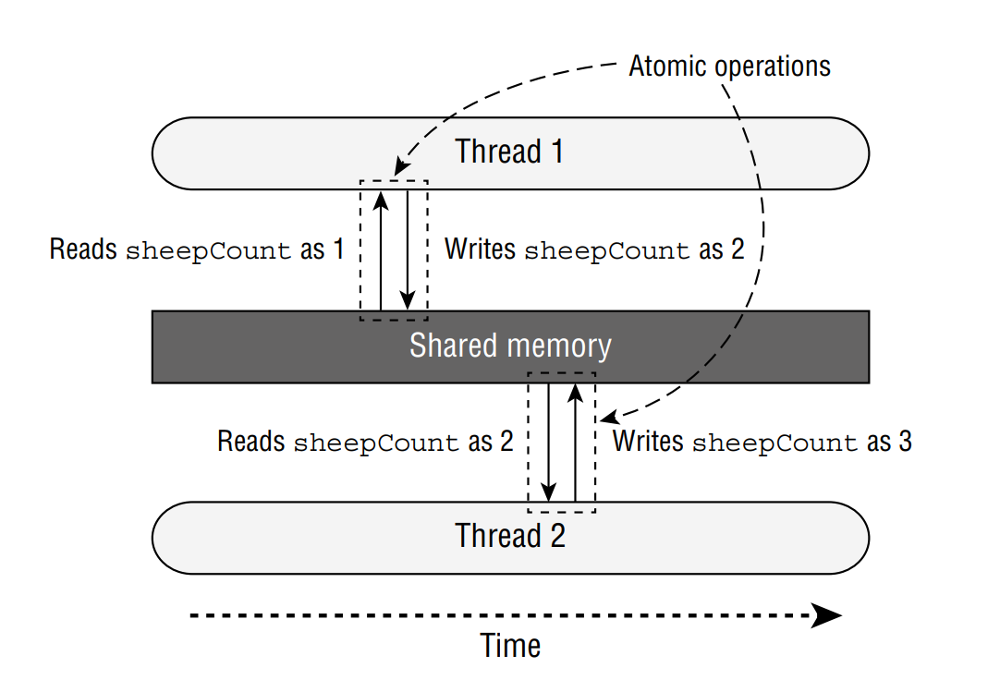 Atomic operations
Thread 1
Reads sheepCount as 1
Writes sheepCount as 2
Shared memory
Reads sheepCount as 2
Writes sheepCount as 3
Thread 2
Time